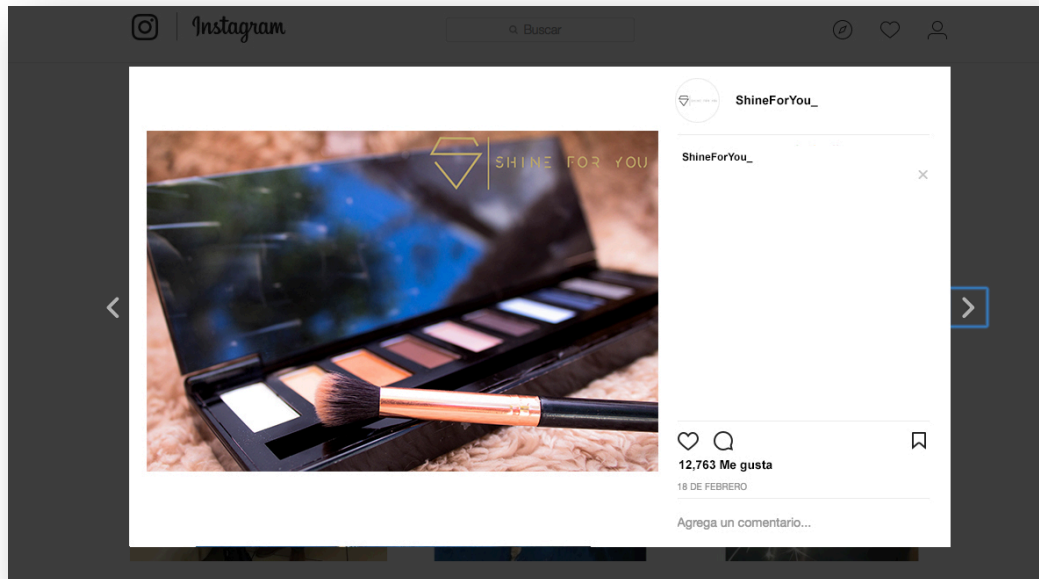 Instagram
Buscar
ShineForYou_
SHINE FOR YOU
ShineForYou_
12,763 Me gusta
18 DE FEBRERO
Agrega un comentario...